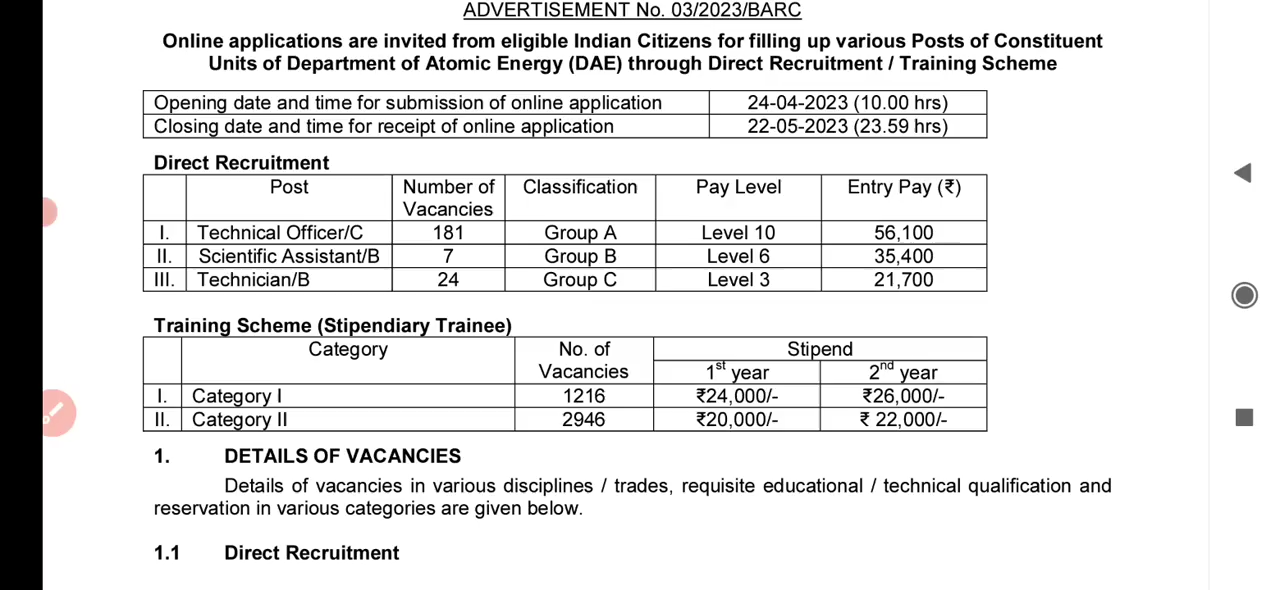 ADVERTISEMENT No. 03/2023/BARC
Online applications are invited from eligible Indian Citizens for filling up various Posts of Constituent
Units of Department of Atomic Energy (DAE) through Direct Recruitment / Training Scheme
Opening date and time for submission of online application 24-04-2023 (10.00 hrs)
Closing date and time for receipt of online application 22-05-2023 (23.59 hrs)
Direct Recruitment
Post Number of Vacancies Classification Pay Level Entry Pay (₹)
I. Technical Officer/C 181 Group A Level 10 56,100
II. Scientific Assistant/B 7 Group B Level 6 35,400
III. Technician/B 24 Group C Level 3 21,700
Training Scheme (Stipendiary Trainee)
Category No. of Vacancies Stipend
1st year 2nd year
I. Category I 1216 ₹24,000/- ₹26,000/-
II. Category II 2946 ₹20,000/- ₹ 22,000/-
1. DETAILS OF VACANCIES
Details of vacancies in various disciplines / trades, requisite educational / technical qualification and
reservation in various categories are given below.
1.1 Direct Recruitment